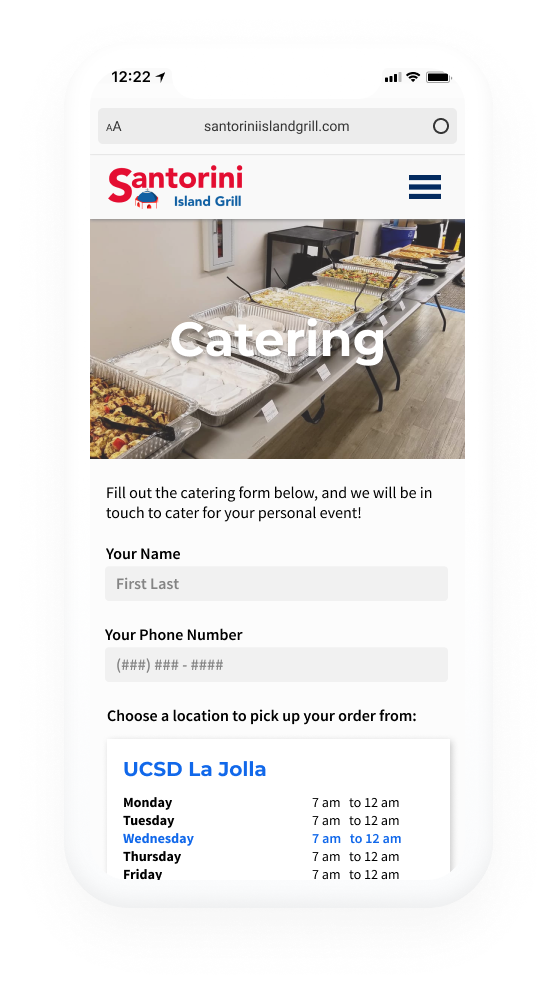 12:22
AA santoriniislandgrill.com
Santorini
Island Grill
Catering
Fill out the catering form below, and we will be in
touch to cater for your personal event!
Your Name
First Last
Your Phone Number
(###) ### - ####
Choose a location to pick up your order from:
UCSD La Jolla
Monday 7 am to 12 am
Tuesday 7 am to 12 am
Wednesday 7 am to 12 am
Thursday 7 am to 12 am
Friday 7 am to 12 am